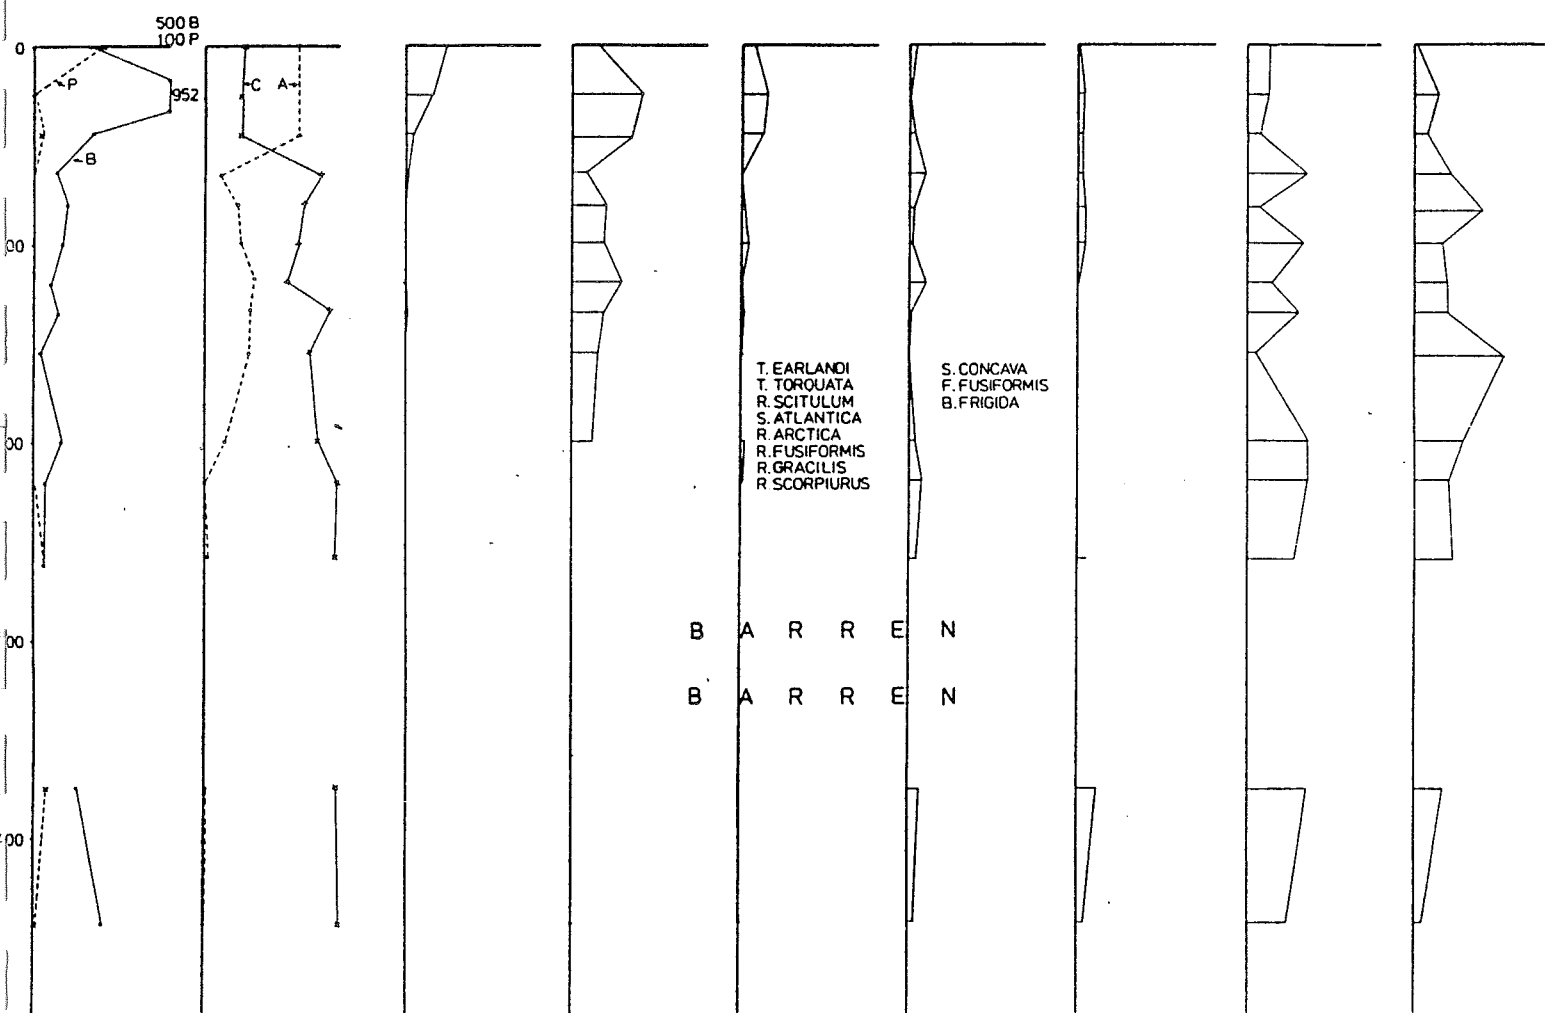 500 B
100 P
0
P
952
C
A
B
00
T. EARLANDI
T. TORQUATA
R. SCITULUM
S. ATLANTICA
R. ARCTICA
R. FUSIFORMIS
R. GRACILIS
R SCORPIURUS
S. CONCAVA
F. FUSIFORMIS
B. FRIGIDA
00
B A R R E N
00
B A R R E N
00